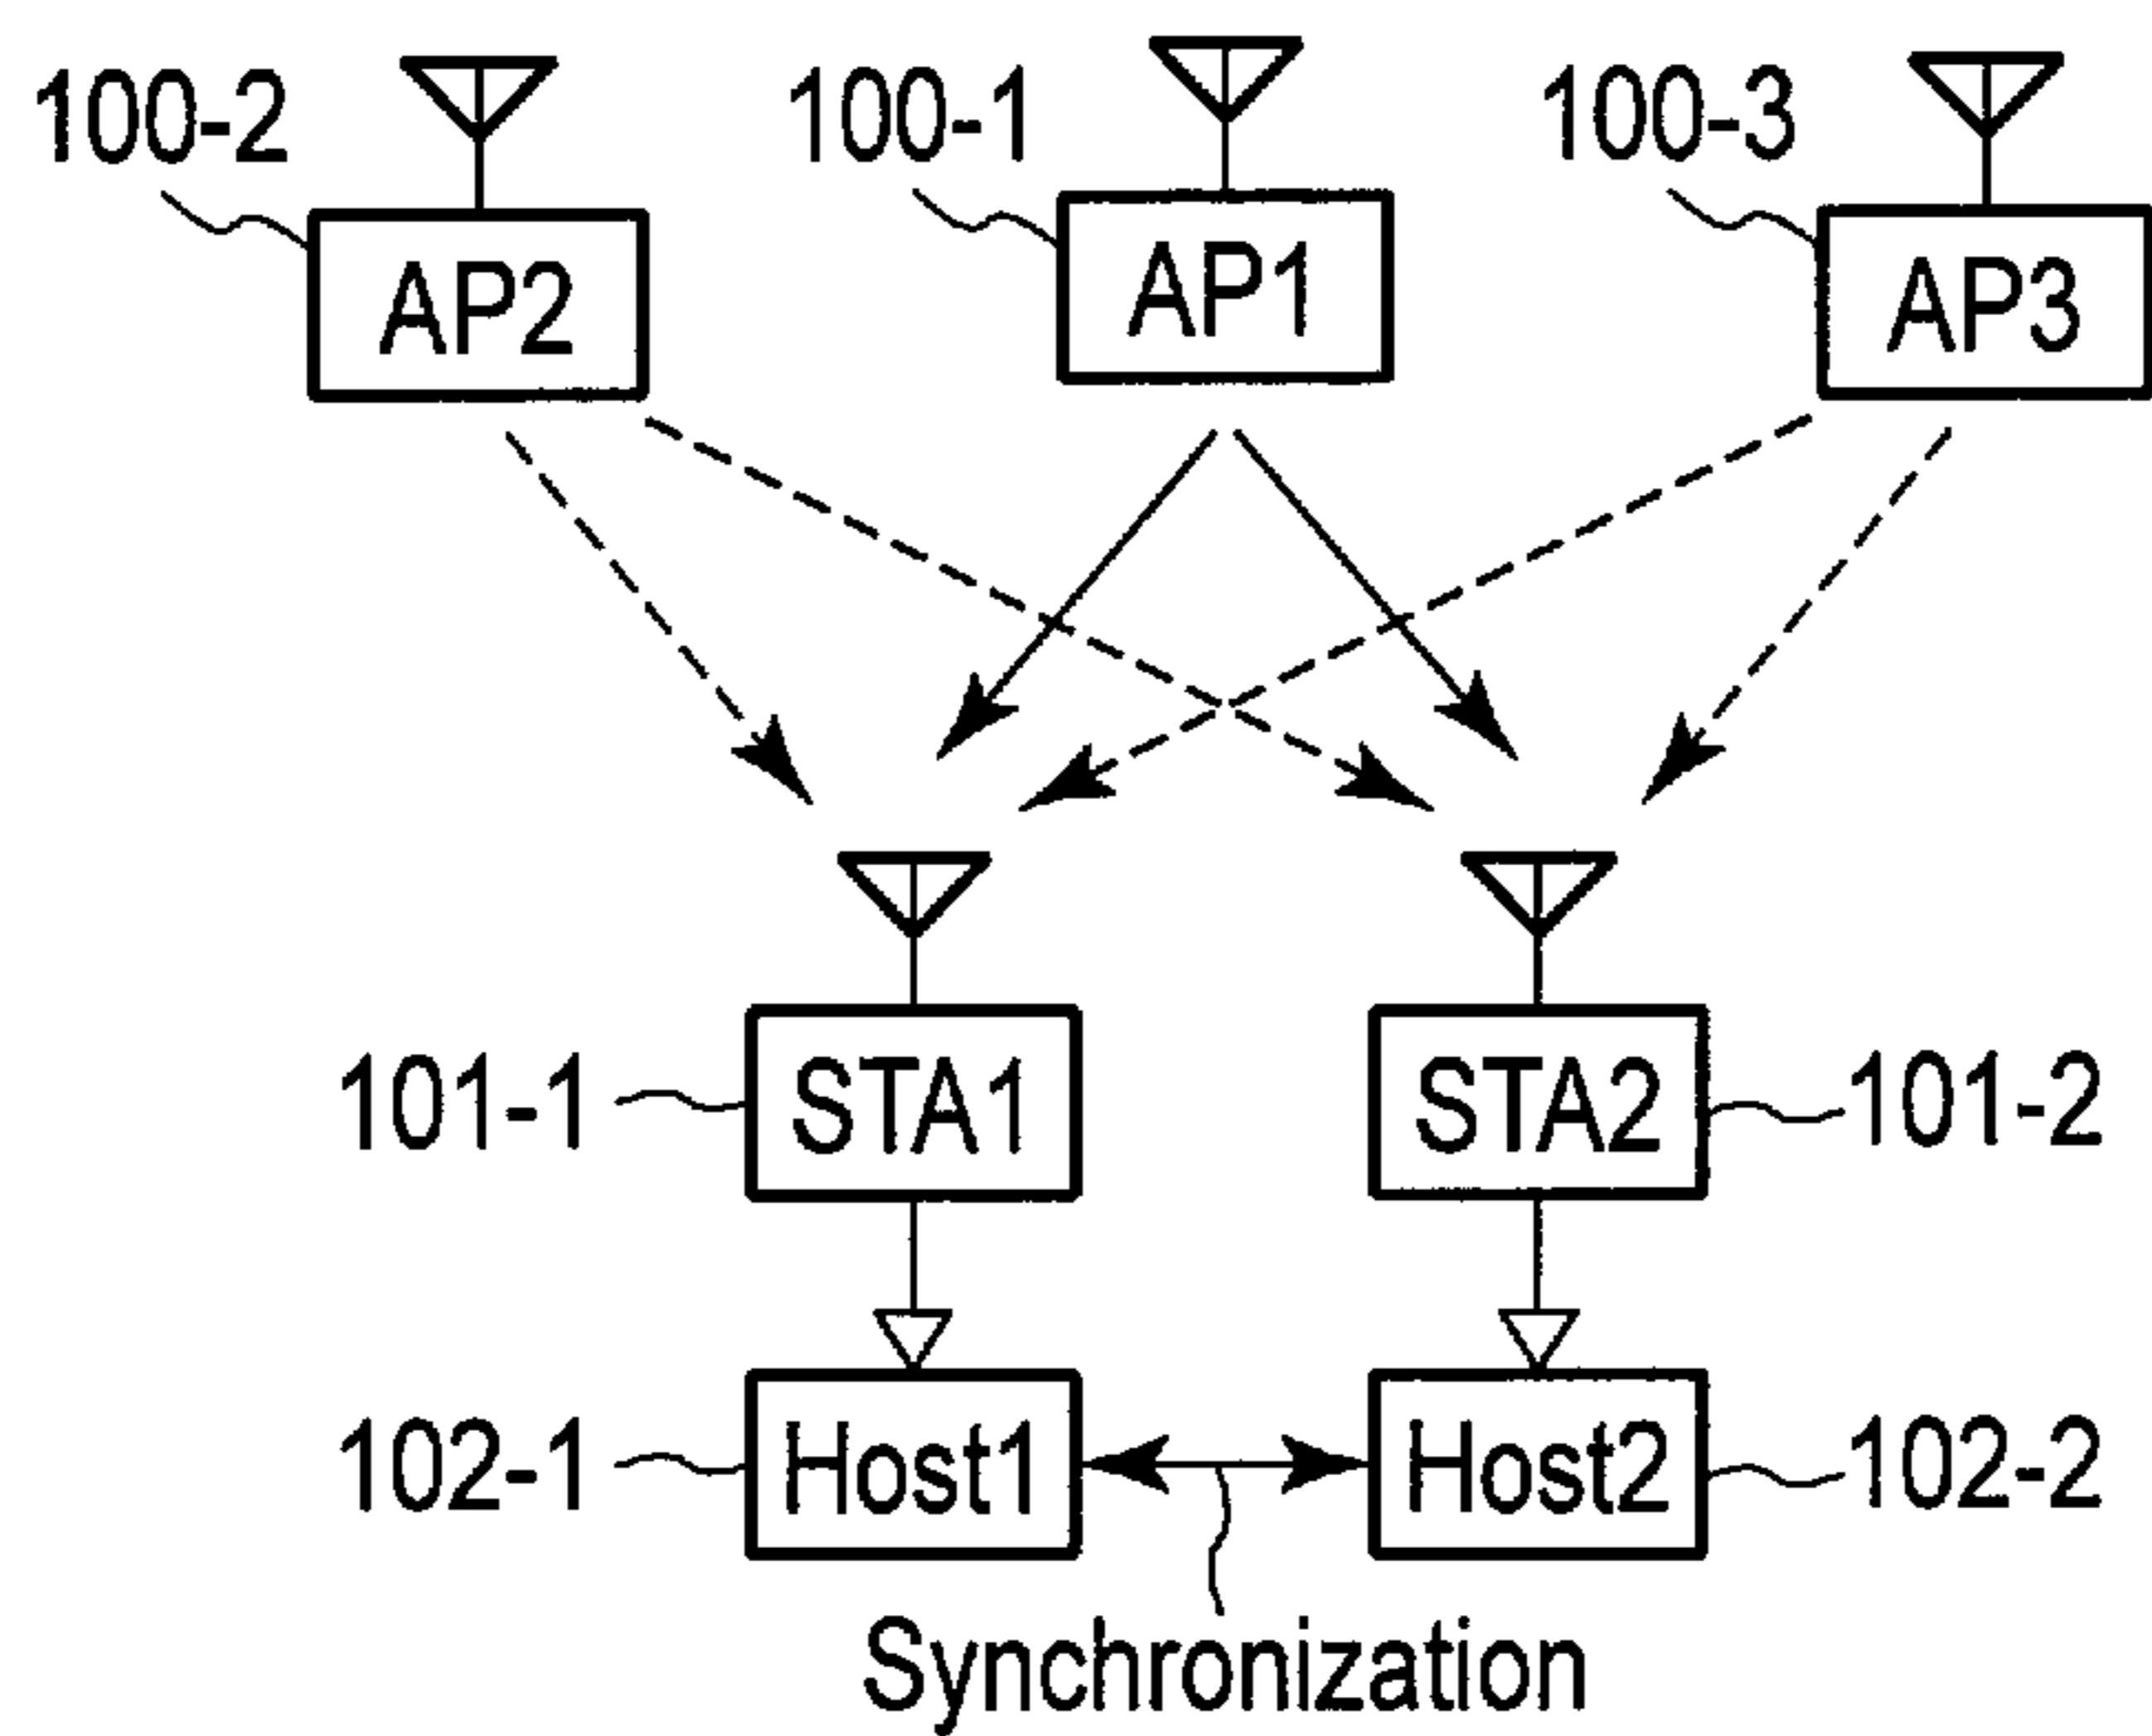 100-2
100-1
100-3
AP2
AP1
AP3
101-1
STA1
STA2
101-2
102-1
Host1
Host2
102-2
Synchronization